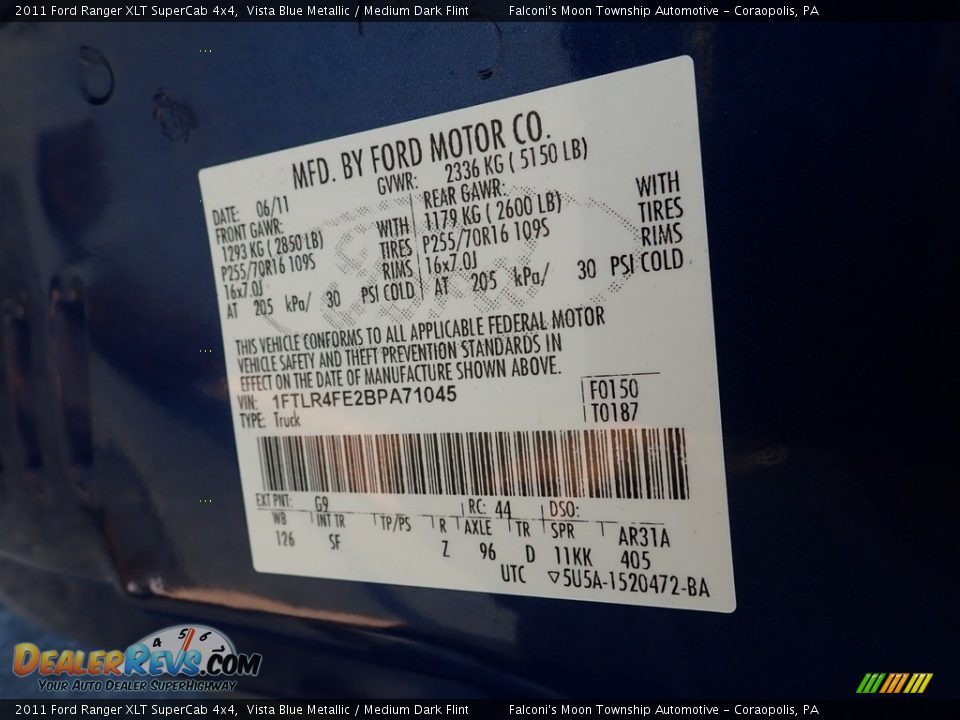 2011 Ford Ranger XLT SuperCab 4x4,  Vista Blue Metallic / Medium Dark Flint          Falconi's Moon Township Automotive - Coraopolis, PA
MFD. BY FORD MOTOR CO.
DATE: 06/11 GVWR: 2336 KG ( 5150 LB)
FRONT GAWR: REAR GAWR:
1293 KG ( 2850 LB) WITH 1179 KG ( 2600 LB) WITH
P255/70R16 109S TIRES P255/70R16 109S TIRES
16x7.0J RIMS 16x7.0J RIMS
AT 205 kPa/ 30 PSI COLD AT 205 kPa/ 30 PSI COLD
THIS VEHICLE CONFORMS TO ALL APPLICABLE FEDERAL MOTOR
VEHICLE SAFETY AND THEFT PREVENTION STANDARDS IN
EFFECT ON THE DATE OF MANUFACTURE SHOWN ABOVE.
VIN: 1FTLR4FE2BPA71045 F0150
TYPE: Truck T0187
EXT PNT: G9 RC: 44 DSO:
WB INT TR TP/PS R AXLE TR SPR AR31A
126 SF Z 96 D 11KK 405
UTC ▽5U5A-1520472-BA
4 5 6
DEALERREVS.COM
YOUR AUTO DEALER SUPERHIGHWAY
2011 Ford Ranger XLT SuperCab 4x4,  Vista Blue Metallic / Medium Dark Flint          Falconi's Moon Township Automotive - Coraopolis, PA